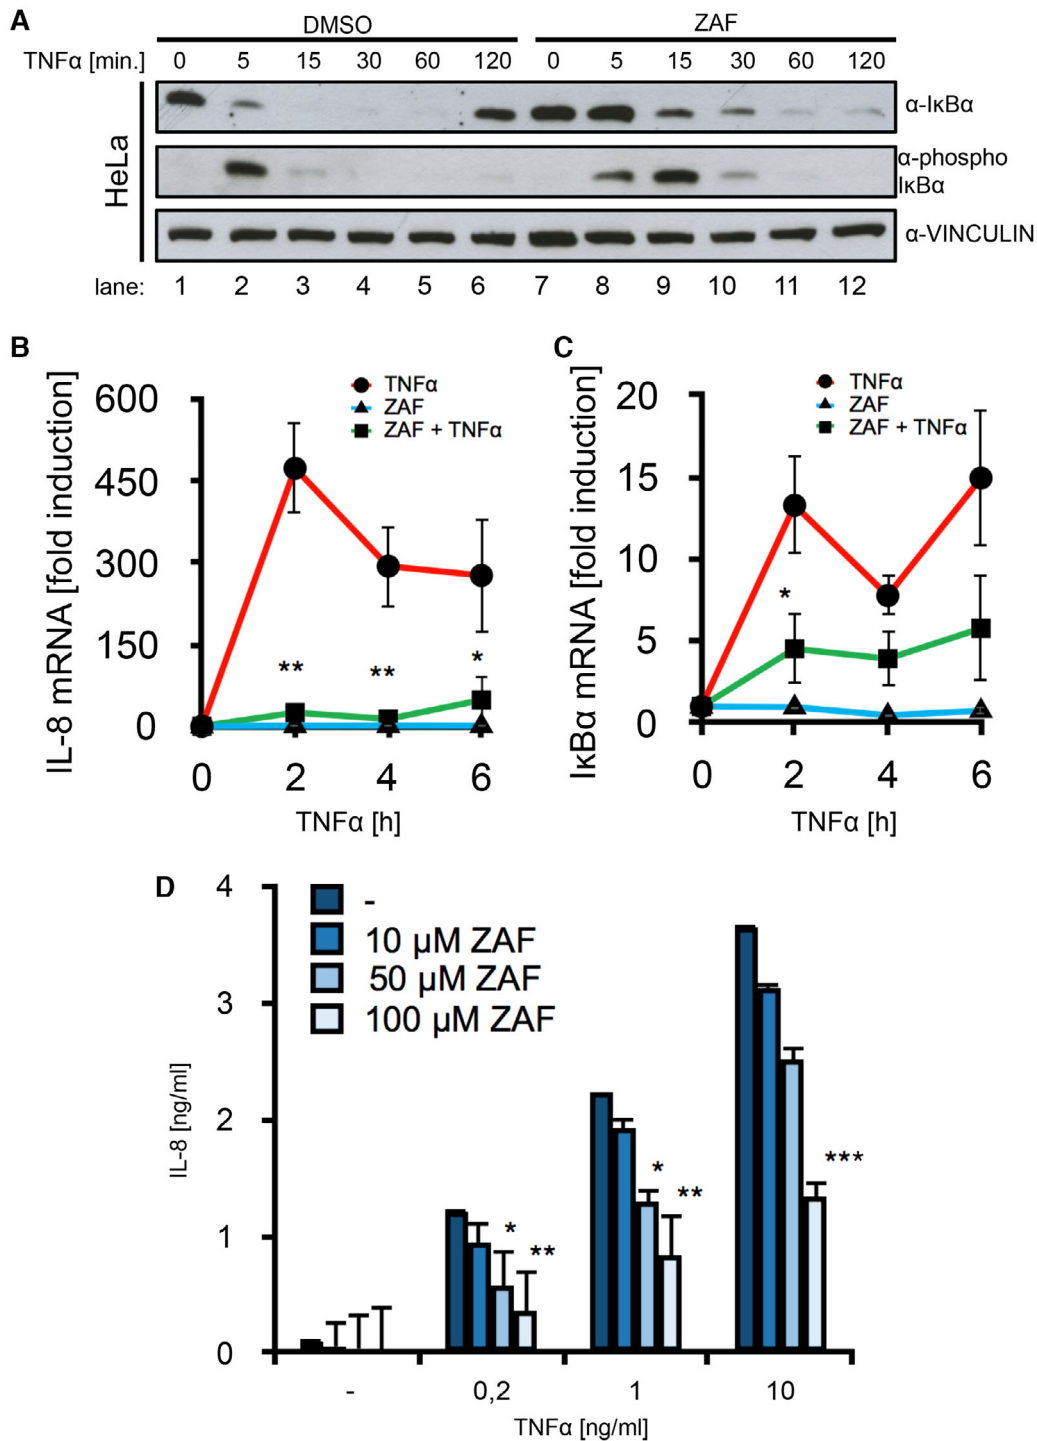 A
DMSO ZAF
TNFα [min.] 0 5 15 30 60 120 0 5 15 30 60 120
HeLa
α-IκBα
α-phospho
IκBα
α-VINCULIN
lane: 1 2 3 4 5 6 7 8 9 10 11 12
B
IL-8 mRNA [fold induction]
600
450
300
150
0
TNFα
ZAF
ZAF + TNFα
** ** *
0 2 4 6
TNFα [h]
C
IκBα mRNA [fold induction]
20
15
10
5
0
TNFα
ZAF
ZAF + TNFα
*
0 2 4 6
TNFα [h]
D
IL-8 [ng/ml]
4
3
2
1
0
-
10 µM ZAF
50 µM ZAF
100 µM ZAF
* ** * ** ***
- 0,2 1 10
TNFα [ng/ml]